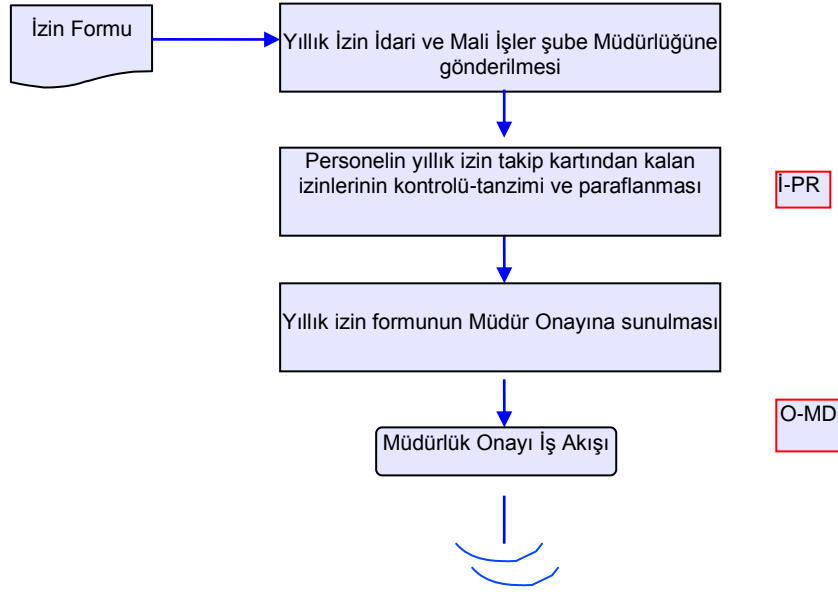 İzin Formu
Yıllık İzin İdari ve Mali İşler şube Müdürlüğüne
gönderilmesi
Personelin yıllık izin takip kartından kalan
izinlerinin kontrolü-tanzimi ve paraflanması
İ-PR
Yıllık izin formunun Müdür Onayına sunulması
O-MD
Müdürlük Onayı İş Akışı